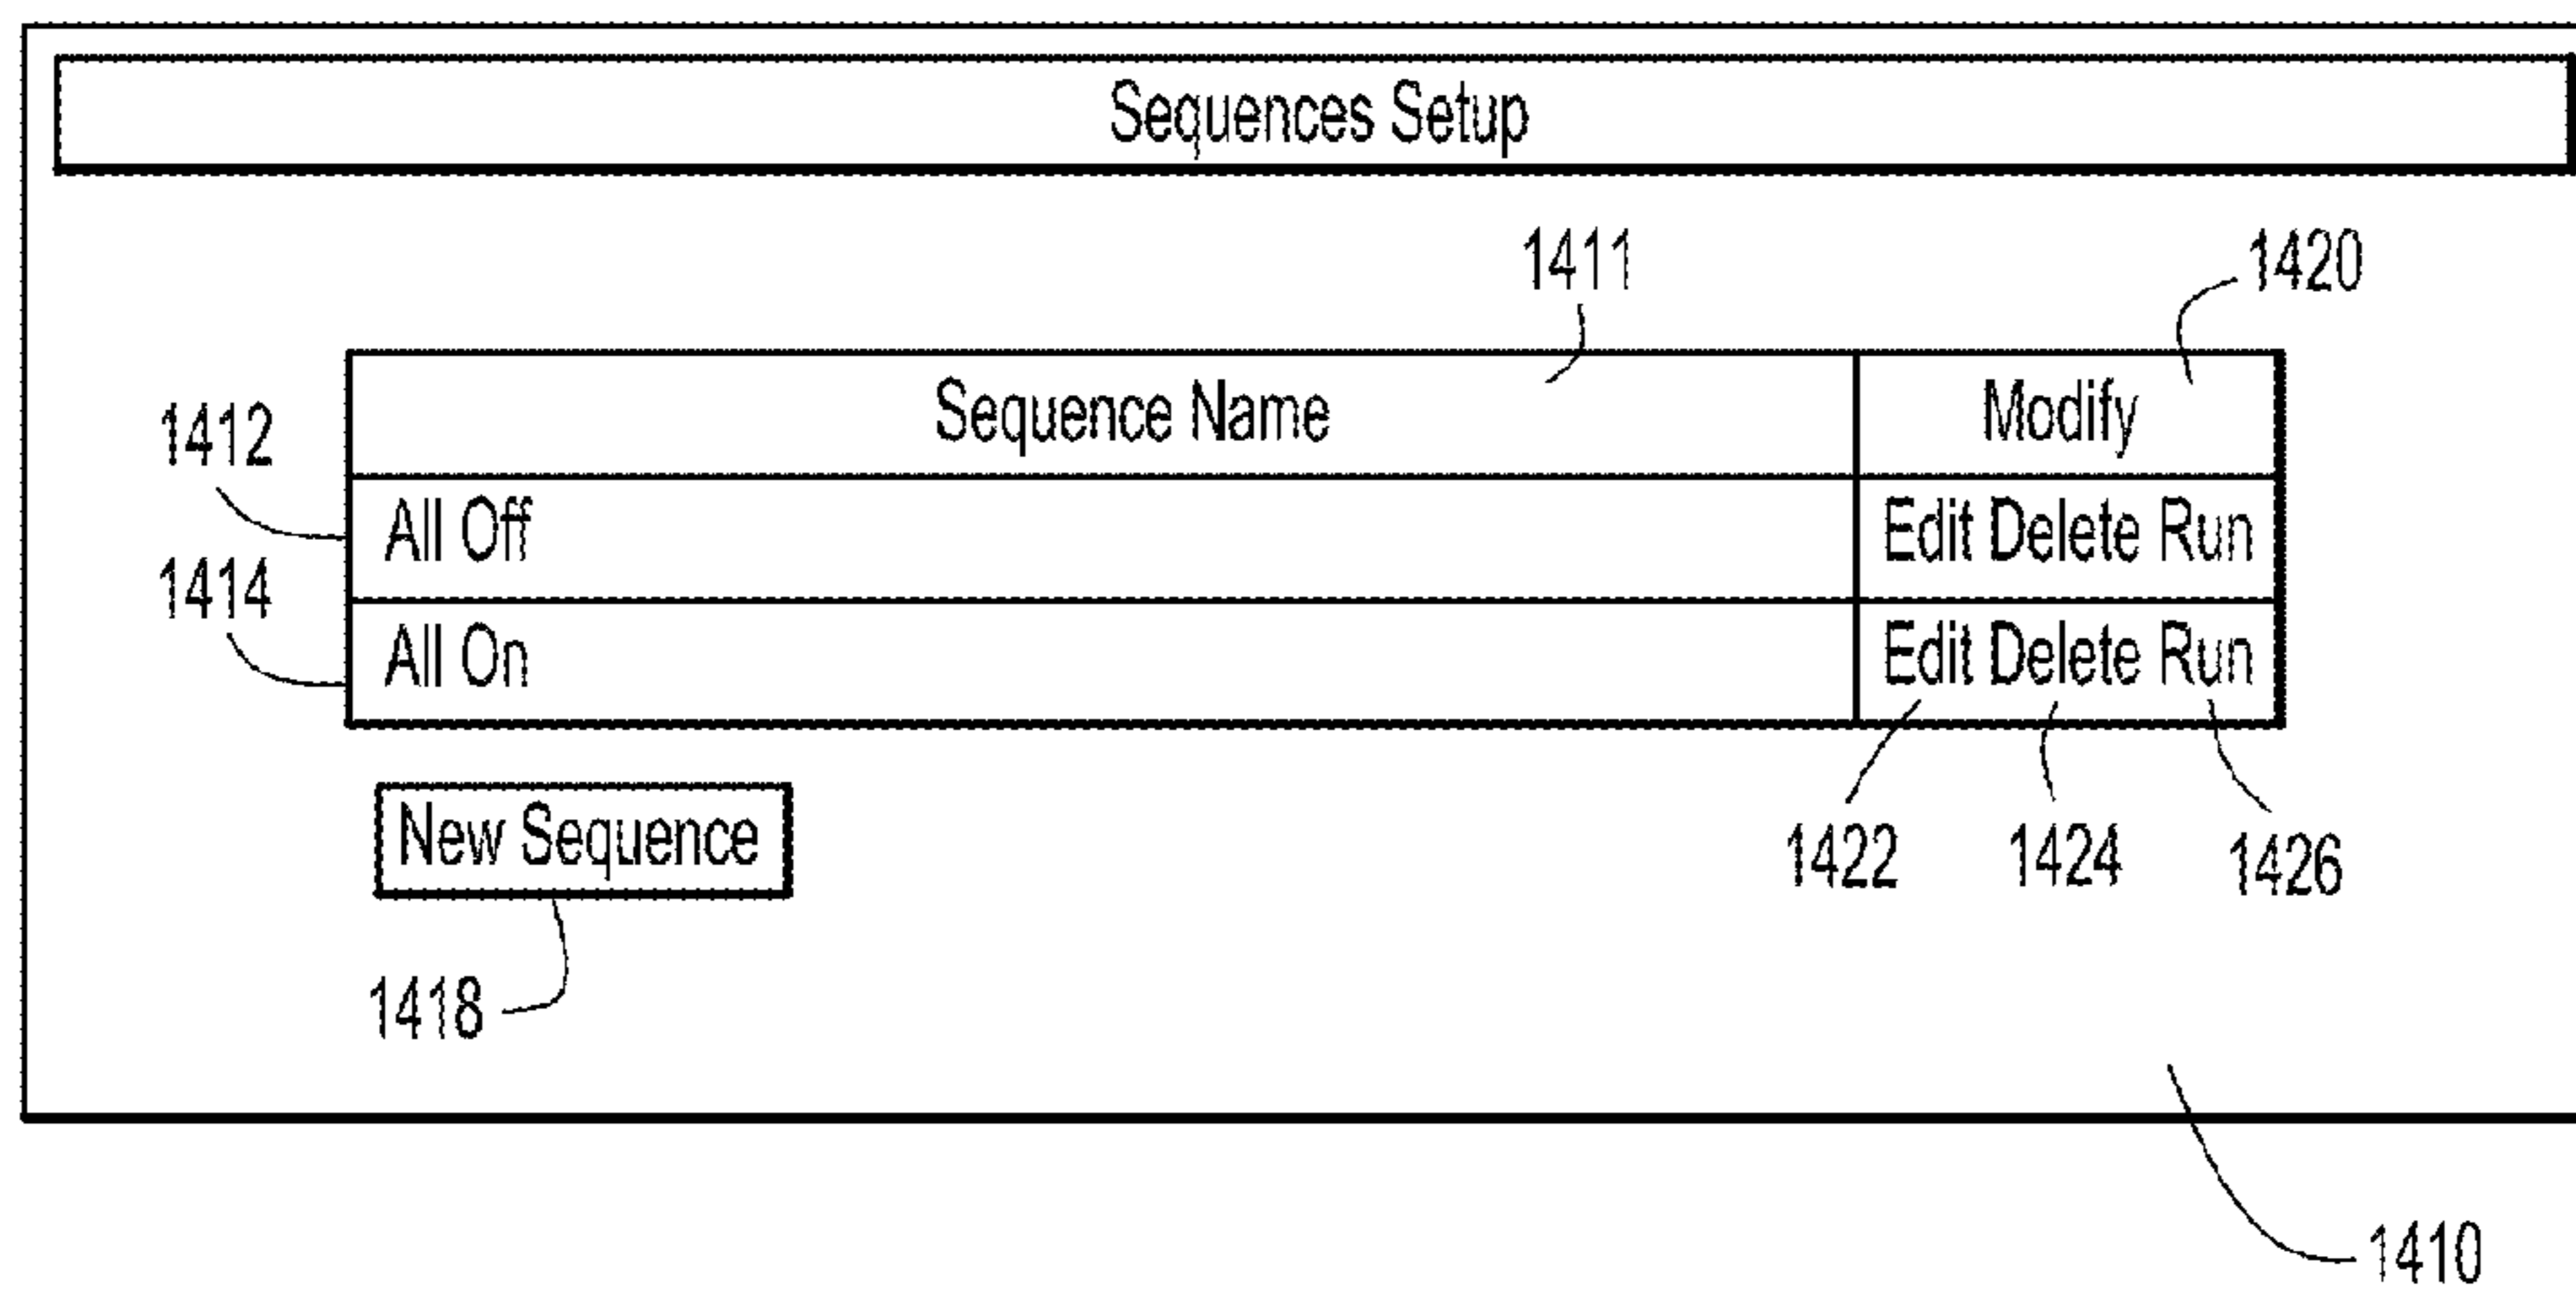 Sequences Setup
1411
1420
Sequence Name Modify
1412
All Off Edit Delete Run
1414
All On Edit Delete Run
New Sequence
1422 1424 1426
1418
1410